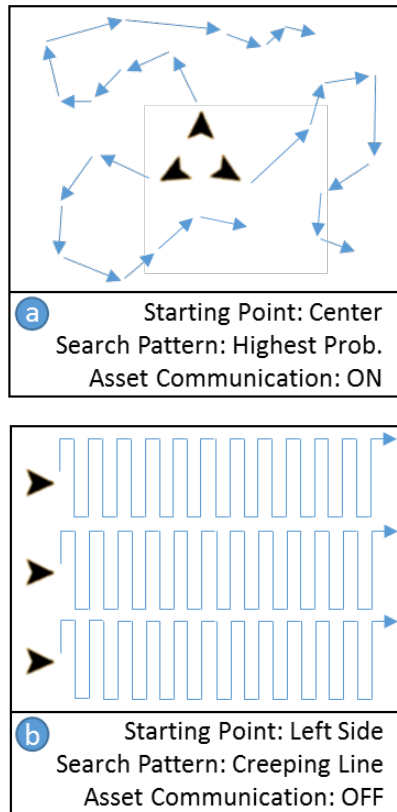 a
Starting Point: Center
Search Pattern: Highest Prob.
Asset Communication: ON
b
Starting Point: Left Side
Search Pattern: Creeping Line
Asset Communication: OFF